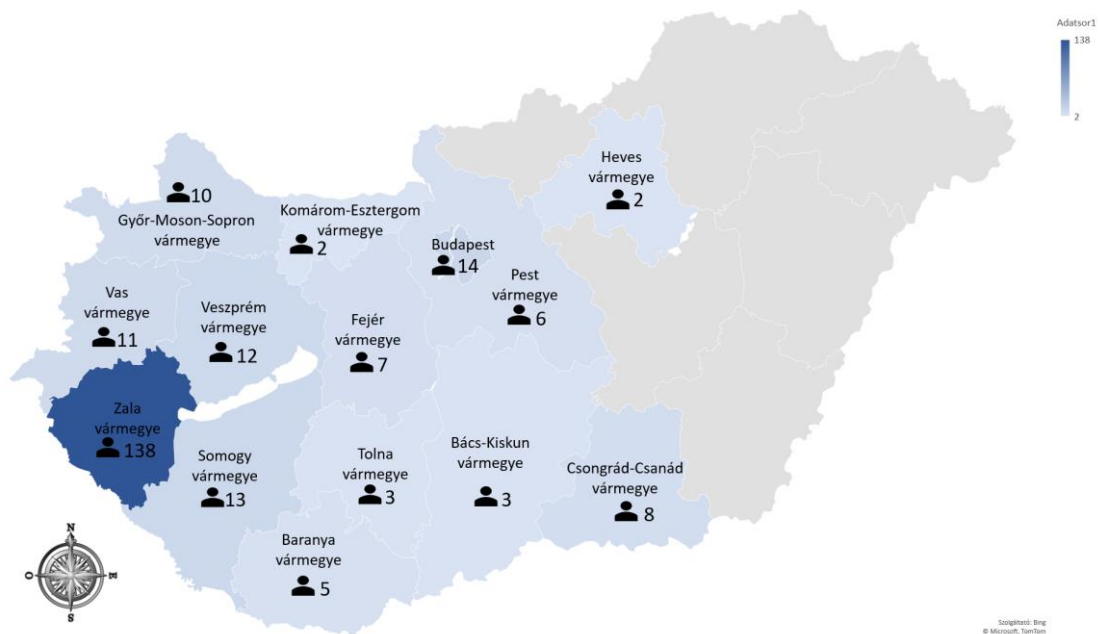 Adatsor1
138
2
Heves
vármegye
2
10
Győr-Moson-Sopron
vármegye
Komárom-Esztergom
vármegye
2
Budapest
14
Pest
vármegye
6
Vas
vármegye
11
Veszprém
vármegye
12
Fejér
vármegye
7
Zala
vármegye
138
Somogy
vármegye
13
Tolna
vármegye
3
Bács-Kiskun
vármegye
3
Csongrád-Csanád
vármegye
8
Baranya
vármegye
5
N
O
E
S
Szolgáltató: Bing
© Microsoft, TomTom